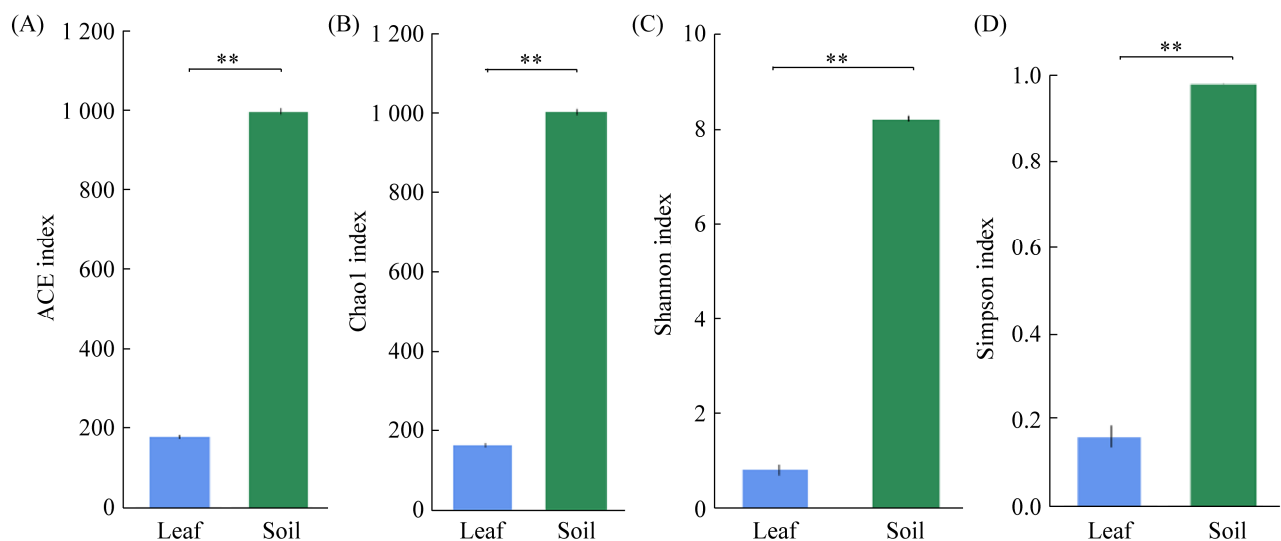 (A)
1 200
1 000
800
600
400
200
0
ACE index
**
Leaf
Soil
(B)
1 200
1 000
800
600
400
200
0
Chao1 index
**
Leaf
Soil
(C)
10
8
6
4
2
0
Shannon index
**
Leaf
Soil
(D)
1.0
0.8
0.6
0.4
0.2
0.0
Simpson index
**
Leaf
Soil